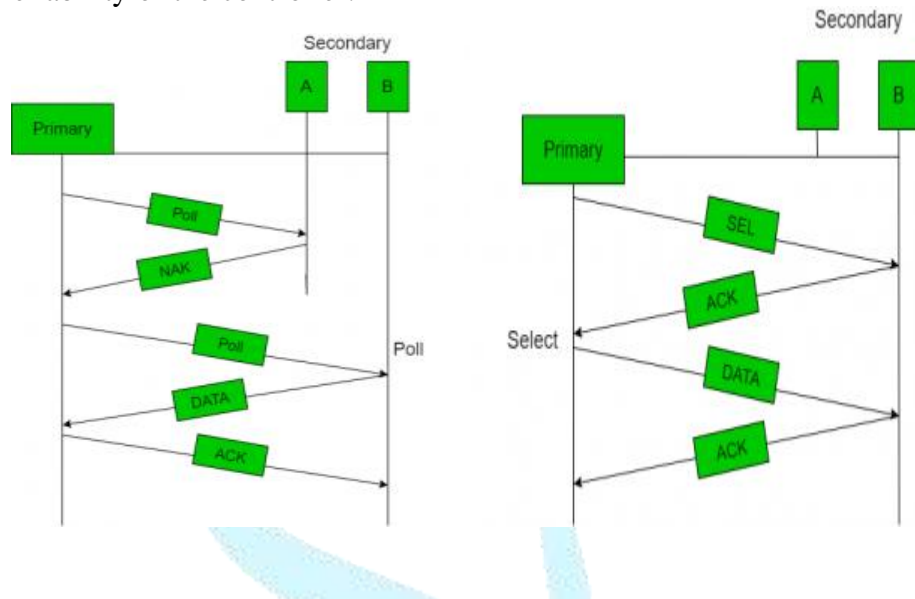 Secondary
A
B
Primary
Poll
NAK
Poll
Poll
DATA
ACK
Secondary
A
B
Primary
SEL
ACK
Select
DATA
ACK